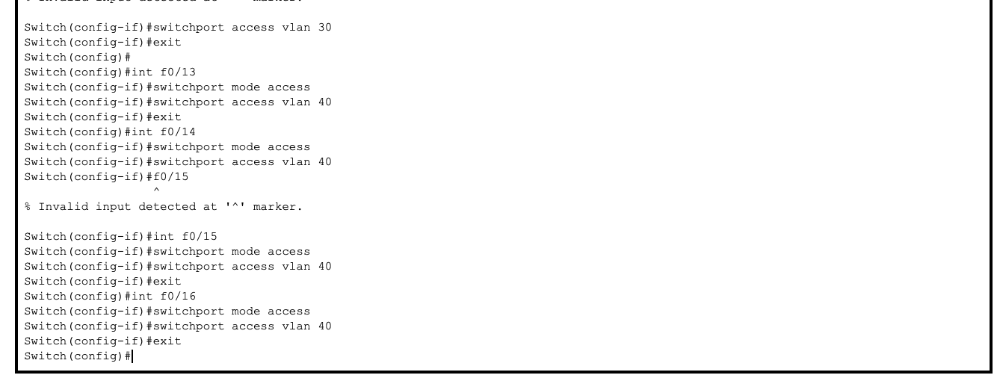 % Invalid input detected at '^' marker.
Switch(config-if)#switchport access vlan 30
Switch(config-if)#exit
Switch(config)#
Switch(config)#int f0/13
Switch(config-if)#switchport mode access
Switch(config-if)#switchport access vlan 40
Switch(config-if)#exit
Switch(config)#int f0/14
Switch(config-if)#switchport mode access
Switch(config-if)#switchport access vlan 40
Switch(config-if)#f0/15
^
% Invalid input detected at '^' marker.
Switch(config-if)#int f0/15
Switch(config-if)#switchport mode access
Switch(config-if)#switchport access vlan 40
Switch(config-if)#exit
Switch(config)#int f0/16
Switch(config-if)#switchport mode access
Switch(config-if)#switchport access vlan 40
Switch(config-if)#exit
Switch(config)#